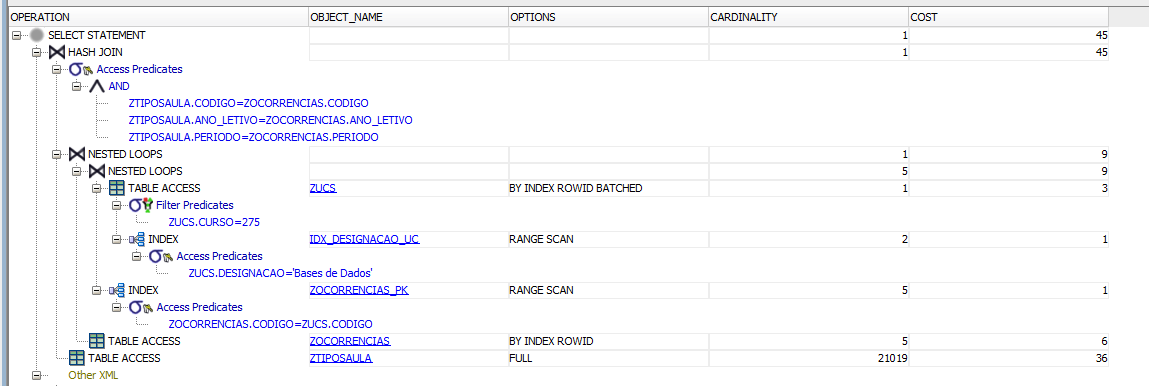 OPERATION OBJECT_NAME OPTIONS CARDINALITY COST
SELECT STATEMENT 1 45
HASH JOIN 1 45
Access Predicates
AND
ZTIPOSAULA.CODIGO=ZOCORRENCIAS.CODIGO
ZTIPOSAULA.ANO_LETIVO=ZOCORRENCIAS.ANO_LETIVO
ZTIPOSAULA.PERIODO=ZOCORRENCIAS.PERIODO
NESTED LOOPS 1 9
NESTED LOOPS 5 9
TABLE ACCESS ZUCS BY INDEX ROWID BATCHED 1 3
Filter Predicates
ZUCS.CURSO=275
INDEX IDX_DESIGNACAO_UC RANGE SCAN 2 1
Access Predicates
ZUCS.DESIGNACAO='Bases de Dados'
INDEX ZOCORRENCIAS_PK RANGE SCAN 5 1
Access Predicates
ZOCORRENCIAS.CODIGO=ZUCS.CODIGO
TABLE ACCESS ZOCORRENCIAS BY INDEX ROWID 5 6
TABLE ACCESS ZTIPOSAULA FULL 21019 36
Other XML